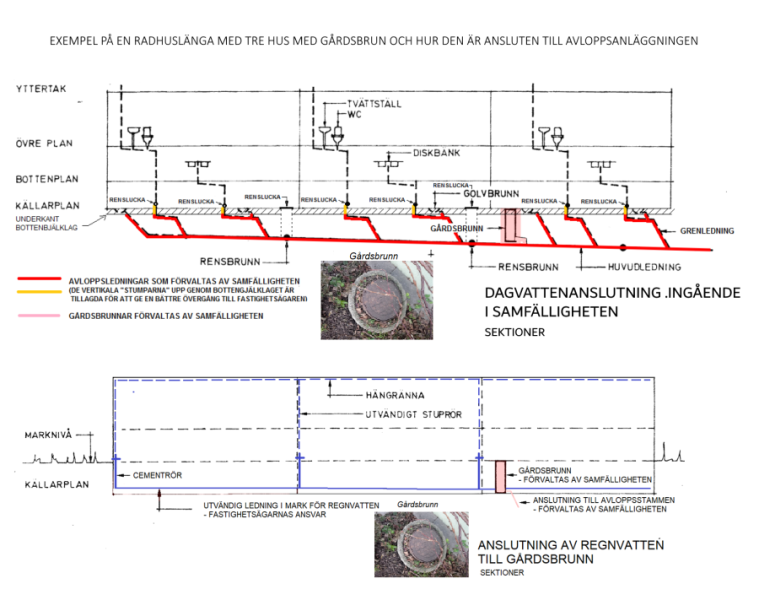 EXEMPEL PÅ EN RADHUSLÄNGA MED TRE HUS MED GÅRDSBRUN OCH HUR DEN ÄR ANSLUTEN TILL AVLOPPSANLÄGGNINGEN
YTTERTAK
TVÄTTSTÄLL
WC
ÖVRE PLAN
DISKBÄNK
BOTTENPLAN
RENSLUCKA
GOLVBRUNN
RENSLUCKA
RENSLUCKA
RENSLUCKA
RENSLUCKA
RENSLUCKA
RENSLUCKA
RENSLUCKA
KÄLLARPLAN
UNDERKANT
BOTTENBJÄLKLAG
GÅRDSBRUNN
GRENLEDNING
RENSBRUNN
Gårdsbrunn
RENSBRUNN
HUVUDLEDNING
AVLOPPSLEDNINGAR SOM FÖRVALTAS AV SAMFÄLIGHETEN
(DE VERTIKALA "STUMPARNA" UPP GENOM BOTTENBJÄLKLAGET ÄR
TILLAGDA FÖR ATT GE EN BÄTTRE ÖVERGÅNG TILL FASTIGHETSÄGAREN)
GÅRDSBRUNNAR FÖRVALTAS AV SAMFÄLIGHETEN
DAGVATTENANSLUTNING .INGÅENDE
I SAMFÄLLIGHETEN
SEKTIONER
HÄNGRÄNNA
UTVÄNDIGT STUPRÖR
MARKNIVÅ
CEMENTRÖR
KÄLLARPLAN
GÅRDSBRUNN
- FÖRVALTAS AV SAMFÄLLIGHETEN
UTVÄNDIG LEDNING I MARK FÖR REGNVATTEN
- FASTIGHETSÄGARNAS ANSVAR
Gårdsbrunn
ANSLUTNING TILL AVLOPPSSTAMMEN
- FÖRVALTAS AV SAMFÄLLIGHETEN
ANSLUTNING AV REGNVATTEN
TILL GÅRDSBRUNN
SEKTIONER